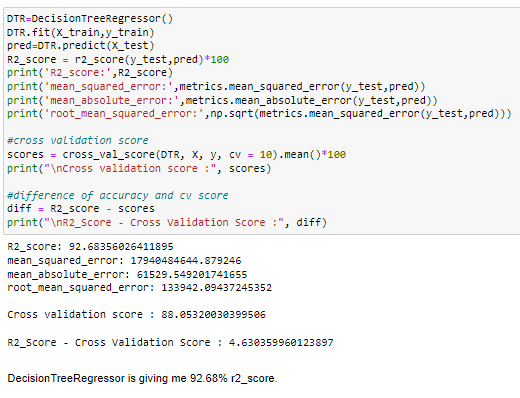 DTR=DecisionTreeRegressor()
DTR.fit(X_train,y_train)
pred=DTR.predict(X_test)
R2_score = r2_score(y_test,pred)*100
print('R2_score:',R2_score)
print('mean_squared_error:',metrics.mean_squared_error(y_test,pred))
print('mean_absolute_error:',metrics.mean_absolute_error(y_test,pred))
print('root_mean_squared_error:',np.sqrt(metrics.mean_squared_error(y_test,pred)))
#cross validation score
scores = cross_val_score(DTR, X, y, cv = 10).mean()*100
print("\nCross validation score :", scores)
#difference of accuracy and cv score
diff = R2_score - scores
print("\nR2_Score - Cross Validation Score :", diff)
R2_score: 92.68356026411895
mean_squared_error: 17940484644.879246
mean_absolute_error: 61529.549201741655
root_mean_squared_error: 133942.09437245352
Cross validation score : 88.05320030399506
R2_Score - Cross Validation Score : 4.630359960123897
DecisionTreeRegressor is giving me 92.68% r2_score.